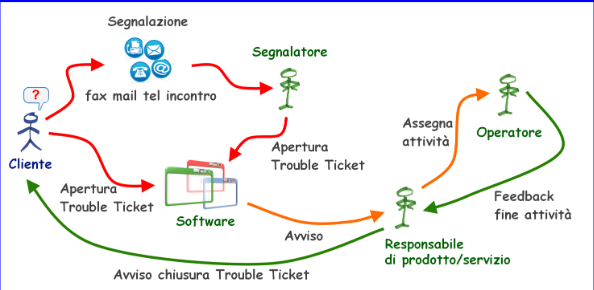 Segnalazione
fax mail tel incontro
Segnalatore
?
Cliente
Apertura
Trouble Ticket
Apertura
Trouble Ticket
Software
Avviso
Assegna
attività
Operatore
Feedback
fine attività
Responsabile
di prodotto/servizio
Avviso chiusura Trouble Ticket